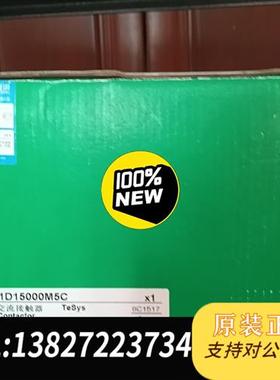 100%
NEW
1D15000M5C x1
交流接触器 TeSys 6C1517
Contactor
原装正品
支持对公
:13827223734